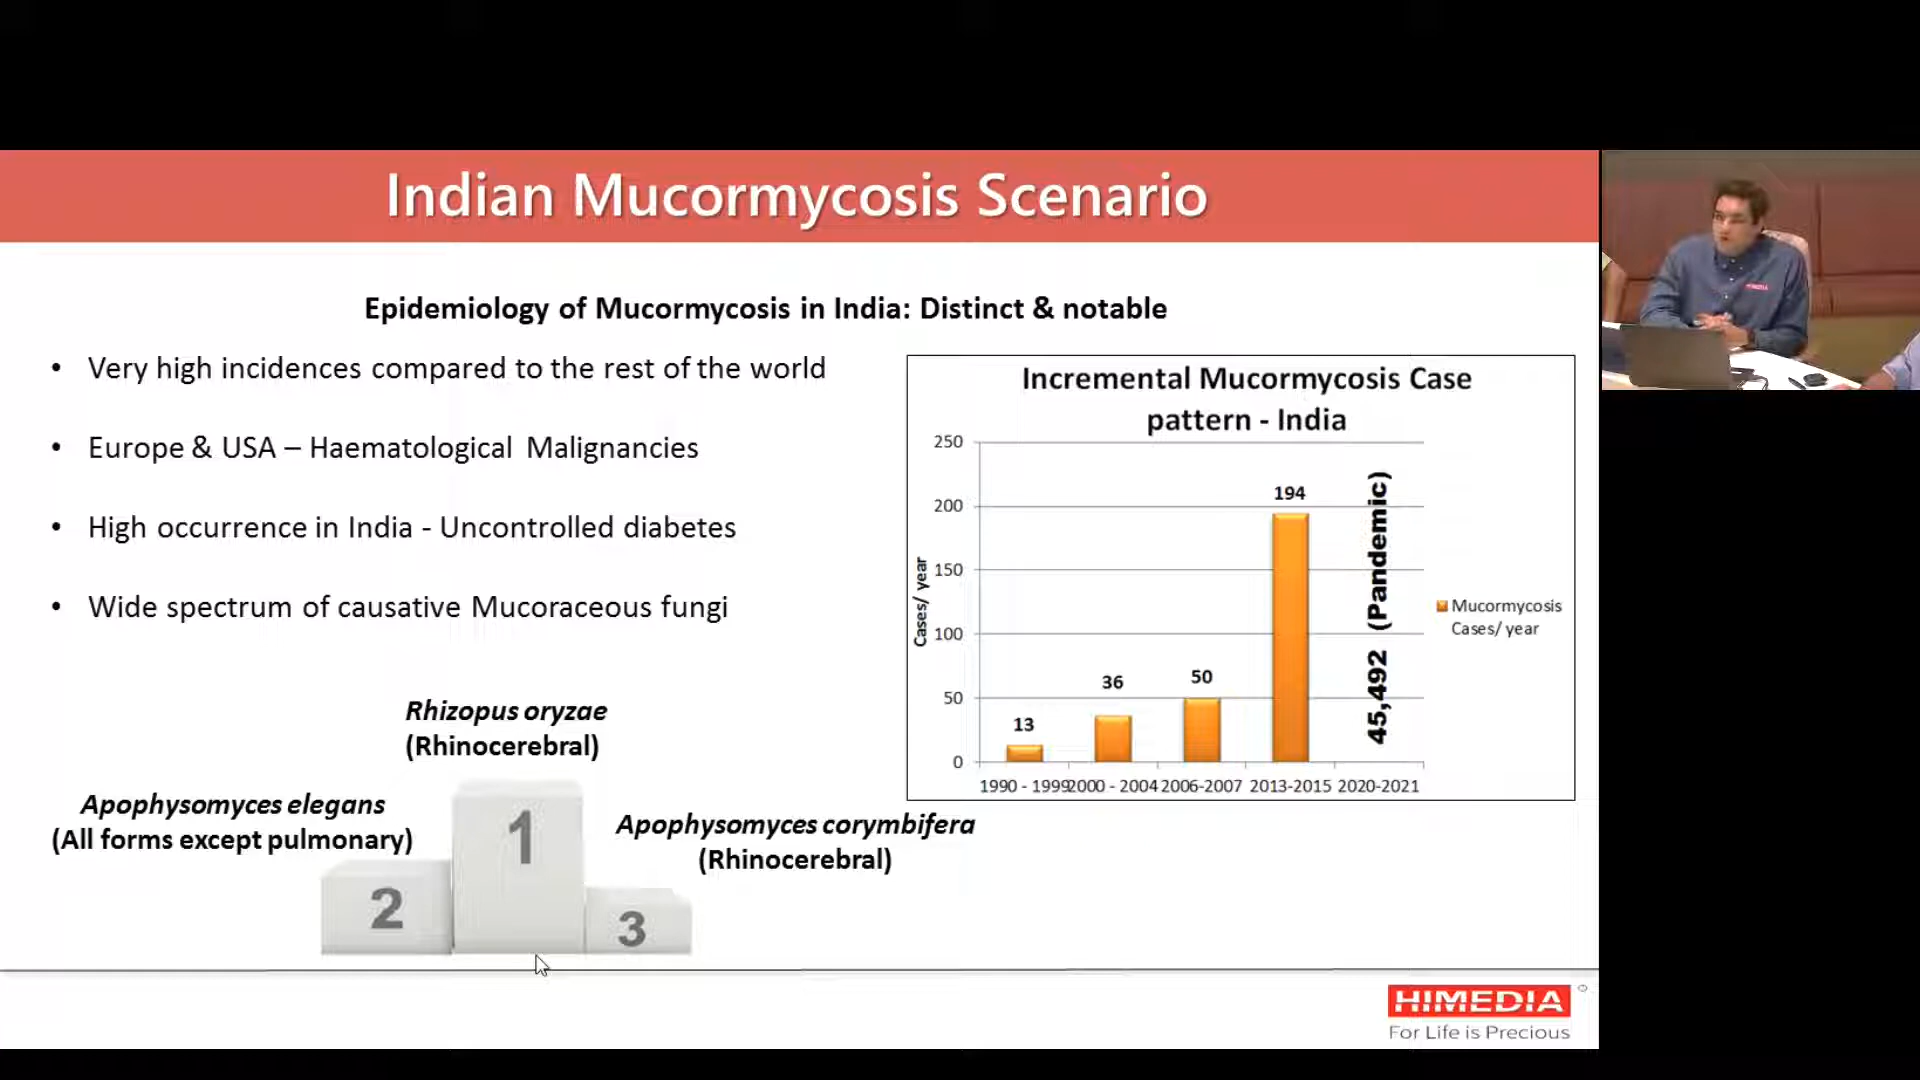 Indian Mucormycosis Scenario
Epidemiology of Mucormycosis in India: Distinct & notable
• Very high incidences compared to the rest of the world
• Europe & USA – Haematological Malignancies
• High occurrence in India - Uncontrolled diabetes
• Wide spectrum of causative Mucoraceous fungi
Rhizopus oryzae
(Rhinocerebral)
Apophysomyces elegans
(All forms except pulmonary)
Apophysomyces corymbifera
(Rhinocerebral)
1
2
3
Incremental Mucormycosis Case
pattern - India
Cases/ year
250
200
150
100
50
0
13
36
50
194
45,492 (Pandemic)
1990 - 1999
2000 - 2004
2006-2007
2013-2015
2020-2021
Mucormycosis
Cases/ year
HIMEDIA
For Life is Precious
HIMEDIA